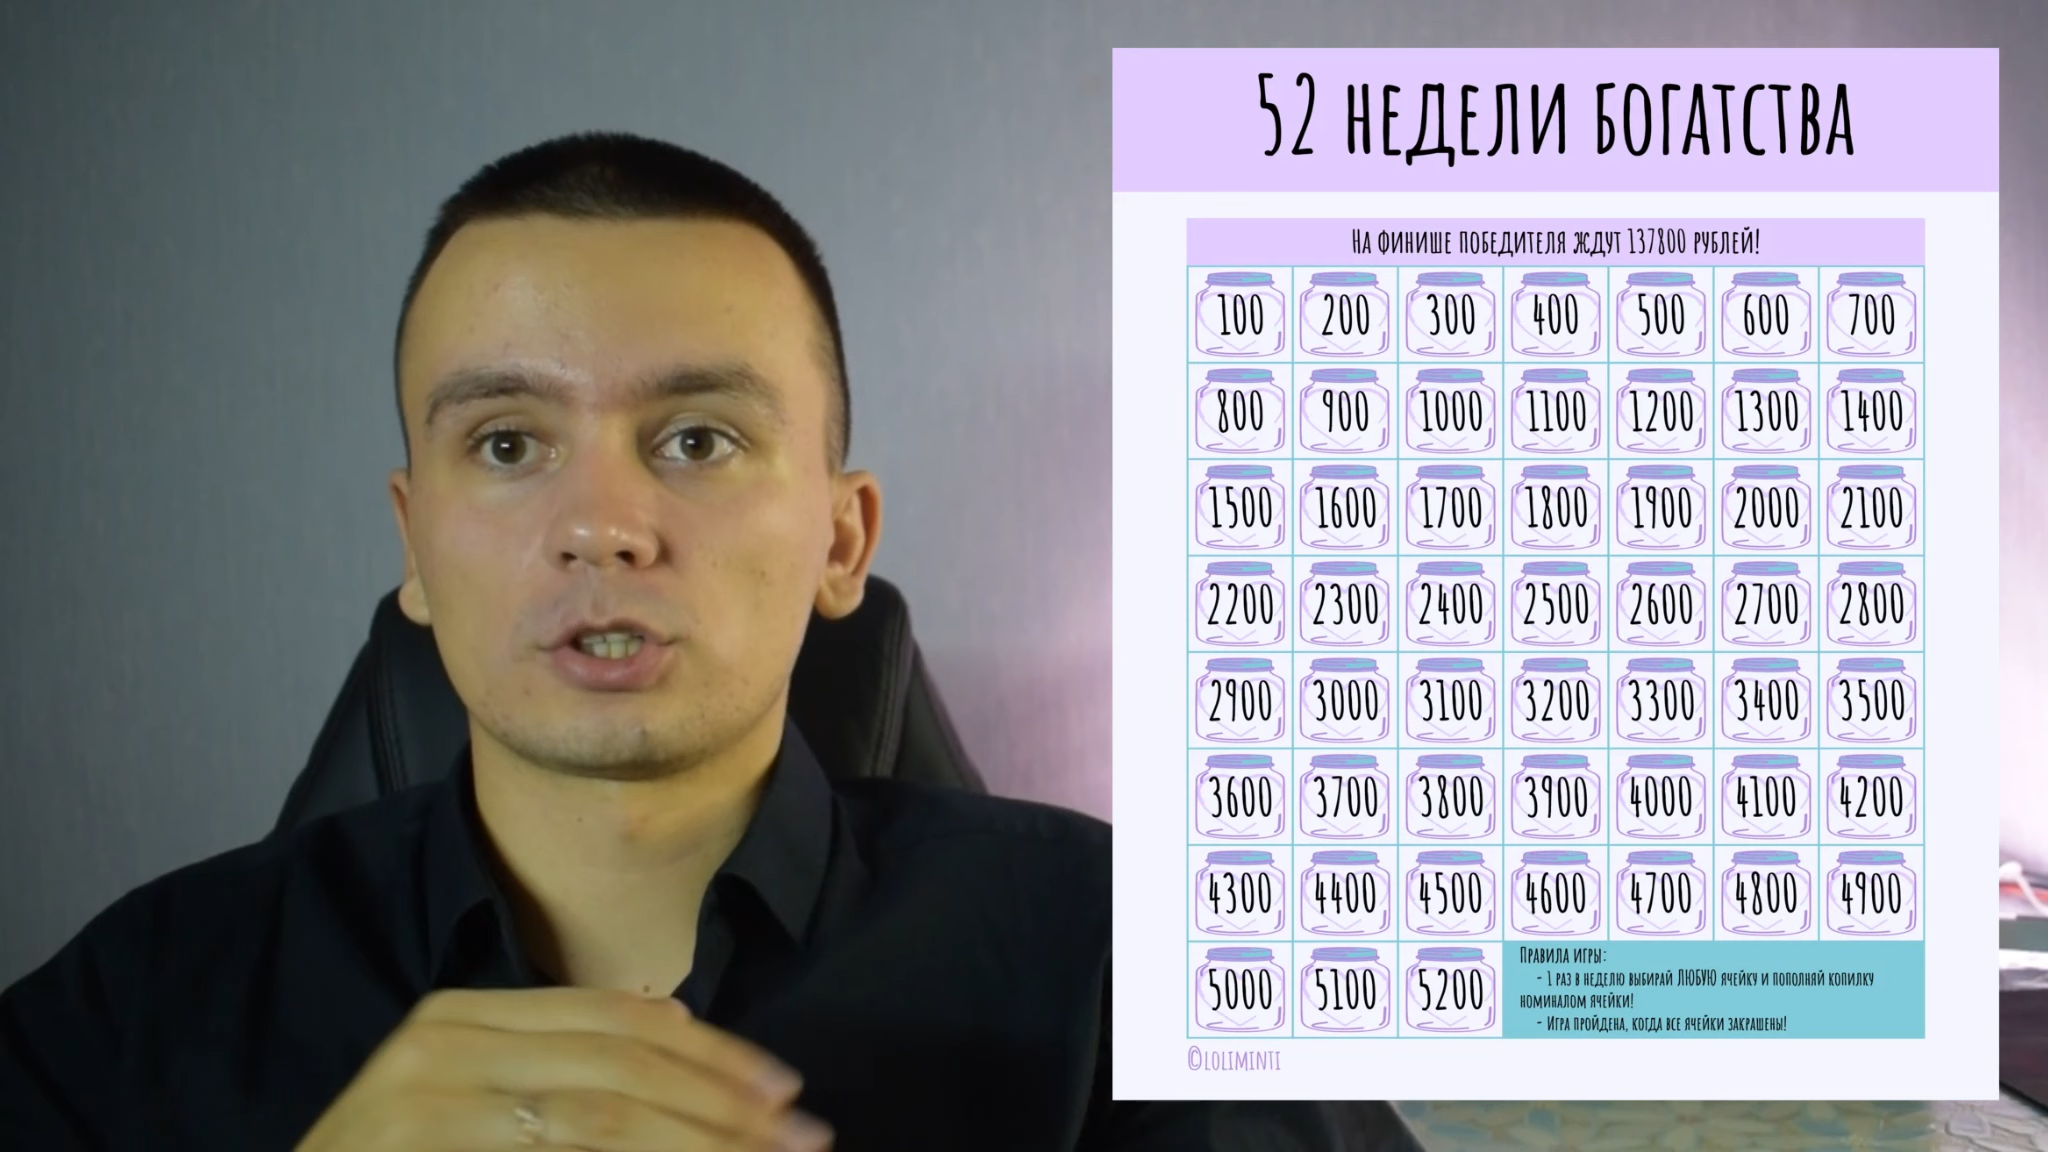 52 НЕДЕЛИ БОГАТСТВА
НА ФИНИШЕ ПОБЕДИТЕЛЯ ЖДУТ 137800 РУБЛЕЙ!
100 200 300 400 500 600 700
800 900 1000 1100 1200 1300 1400
1500 1600 1700 1800 1900 2000 2100
2200 2300 2400 2500 2600 2700 2800
2900 3000 3100 3200 3300 3400 3500
3600 3700 3800 3900 4000 4100 4200
4300 4400 4500 4600 4700 4800 4900
5000 5100 5200
ПРАВИЛА ИГРЫ:
- 1 РАЗ В НЕДЕЛЮ ВЫБИРАЙ ЛЮБУЮ ЯЧЕЙКУ И ПОПОЛНЯЙ КОПИЛКУ
НОМИНАЛОМ ЯЧЕЙКИ!
- ИГРА ПРОЙДЕНА, КОГДА ВСЕ ЯЧЕЙКИ ЗАКРАШЕНЫ!
©LOLIMINTI